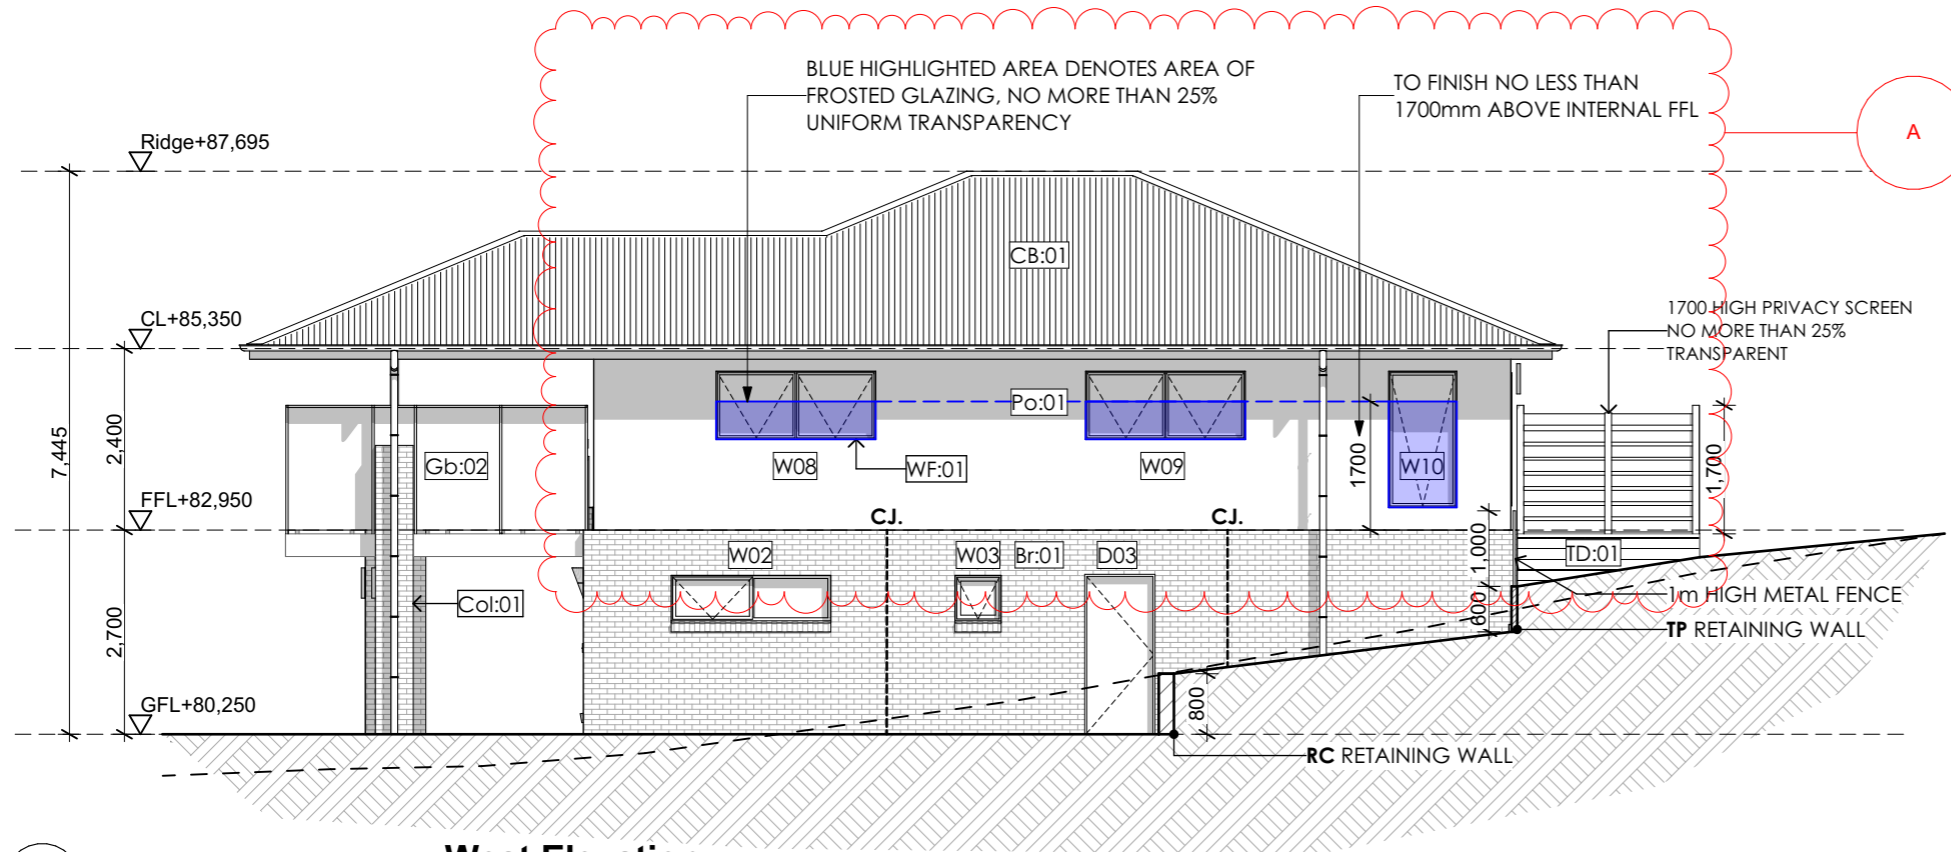 BLUE HIGHLIGHTED AREA DENOTES AREA OF
FROSTED GLAZING, NO MORE THAN 25%
UNIFORM TRANSPARENCY
TO FINISH NO LESS THAN
1700mm ABOVE INTERNAL FFL
A
Ridge+87,695
CB:01
CL+85,350
1700 HIGH PRIVACY SCREEN
NO MORE THAN 25%
TRANSPARENT
Po:01
7,445
2,400
Gb:02
W08
WF:01
W09
1700
W10
1,700
FFL+82,950
CJ.
CJ.
W02
W03
Br:01
D03
1,000
TD:01
Col:01
600
1m HIGH METAL FENCE
TP RETAINING WALL
2,700
GFL+80,250
800
RC RETAINING WALL
West Elevation